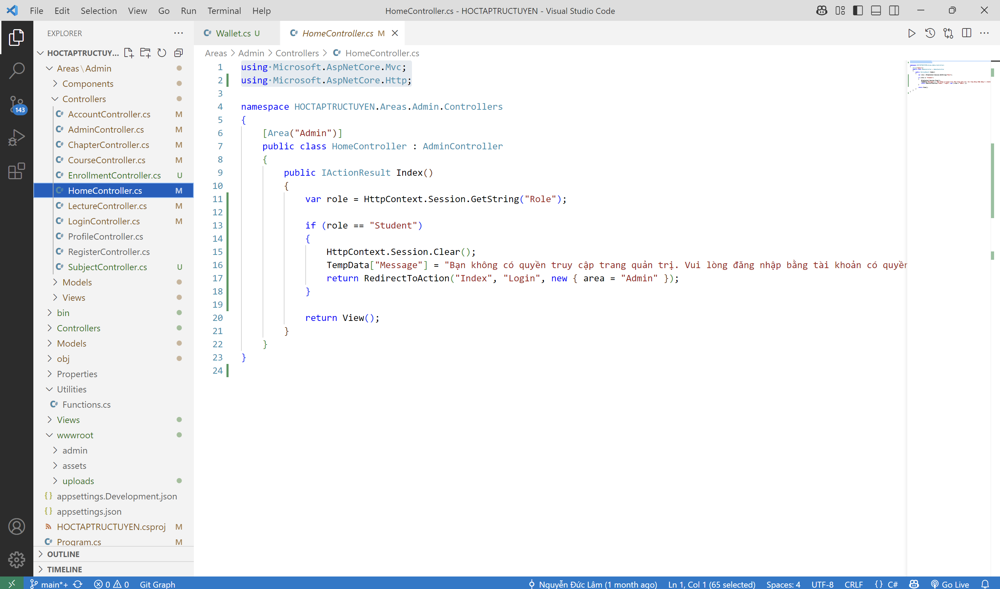 File Edit Selection View Go Run Terminal Help
HomeController.cs - HOCTAPTRUCTUYEN - Visual Studio Code
EXPLORER
HOCTAPTRUCTUY...
Areas\Admin
Components
Controllers
AccountController.cs M
AdminController.cs M
ChapterController.cs M
CourseController.cs M
EnrollmentController.cs U
HomeController.cs M
LectureController.cs M
LoginController.cs M
ProfileController.cs
RegisterController.cs
SubjectController.cs U
Models
Views
bin
Controllers
Models
obj
Properties
Utilities
C# Functions.cs
Views
wwwroot
admin
assets
uploads
{} appsettings.Development.json
{} appsettings.json
HOCTAPTRUCTUYEN.csproj M
C# Program.cs M
OUTLINE
TIMELINE
143
C# Wallet.cs U
C# HomeController.cs M
Areas > Admin > Controllers > C# HomeController.cs
1 using Microsoft.AspNetCore.Mvc;
2 using Microsoft.AspNetCore.Http;
3
4 namespace HOCTAPTRUCTUYEN.Areas.Admin.Controllers
5 {
6 [Area("Admin")]
7 public class HomeController : AdminController
8 {
9 public IActionResult Index()
10 {
11 var role = HttpContext.Session.GetString("Role");
12
13 if (role == "Student")
14 {
15 HttpContext.Session.Clear();
16 TempData["Message"] = "Bạn không có quyền truy cập trang quản trị. Vui lòng đăng nhập bằng tài khoản có quyền
17 return RedirectToAction("Index", "Login", new { area = "Admin" });
18 }
19
20 return View();
21 }
22 }
23 }
24
main*+ 0 0 Git Graph
Nguyễn Đức Lâm (1 month ago) Ln 1, Col 1 (65 selected) Spaces: 4 UTF-8 CRLF {} C# Go Live